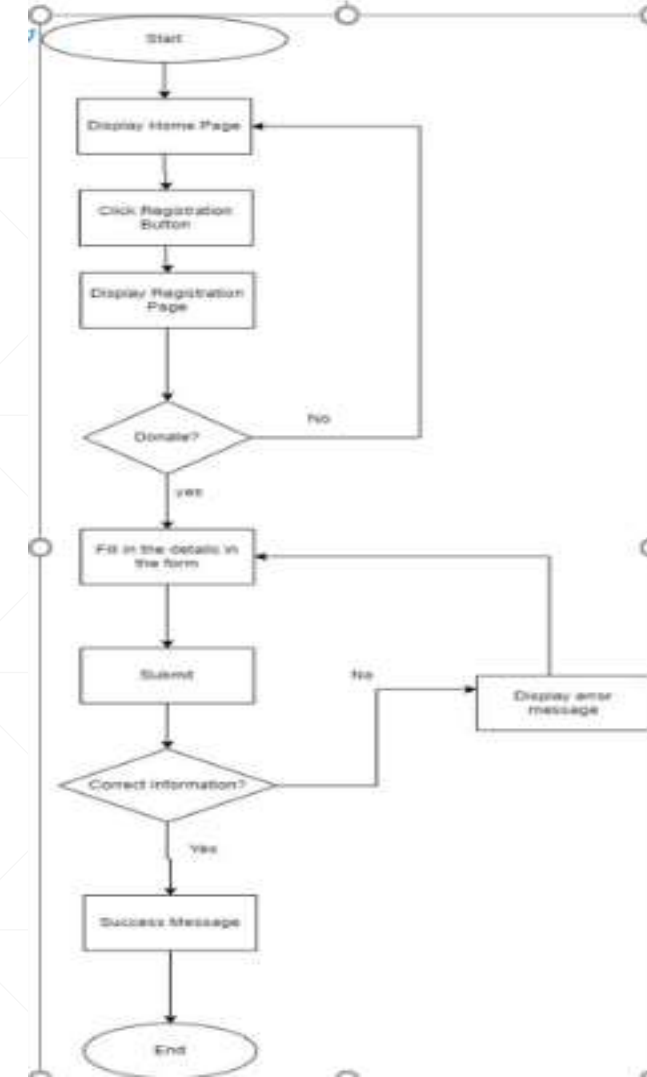 Start
Display Home Page
Click Registration
Button
Display Registration
Page
Donate?
No
yes
Fill in the details in
the form
Submit
No
Display error
message
Correct information?
Yes
Success Message
End